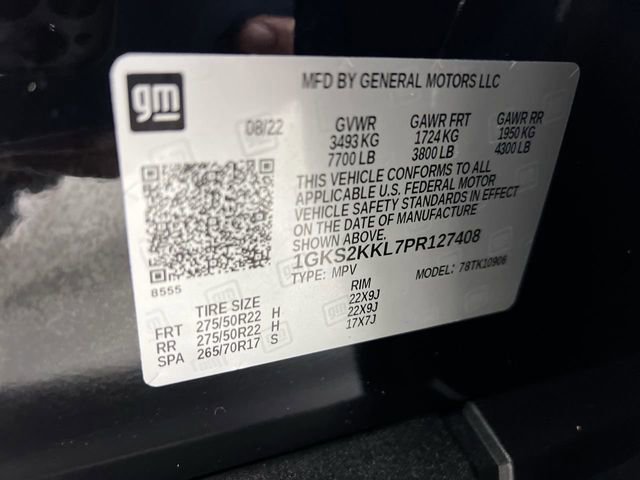 gm
MFD BY GENERAL MOTORS LLC
08/22
GVWR GAWR FRT GAWR RR
3493 KG 1724 KG 1950 KG
7700 LB 3800 LB 4300 LB
THIS VEHICLE CONFORMS TO ALL
APPLICABLE U.S. FEDERAL MOTOR
VEHICLE SAFETY STANDARDS IN EFFECT
ON THE DATE OF MANUFACTURE
SHOWN ABOVE.
1GKS2KKL7PR127408
TYPE: MPV MODEL: 78TK10906
8555
TIRE SIZE RIM
FRT 275/50R22 H 22X9J
RR 275/50R22 H 22X9J
SPA 265/70R17 S 17X7J